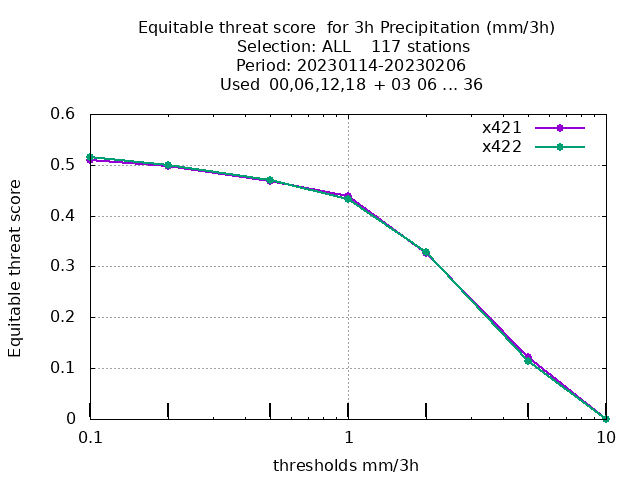 Equitable threat score  for 3h Precipitation (mm/3h)
Selection: ALL    117 stations
Period: 20230114-20230206
Used  00,06,12,18  + 03 06 ... 36
x421
x422
0.6
0.5
0.4
0.3
0.2
0.1
0
Equitable threat score
0.1 1 10
thresholds mm/3h